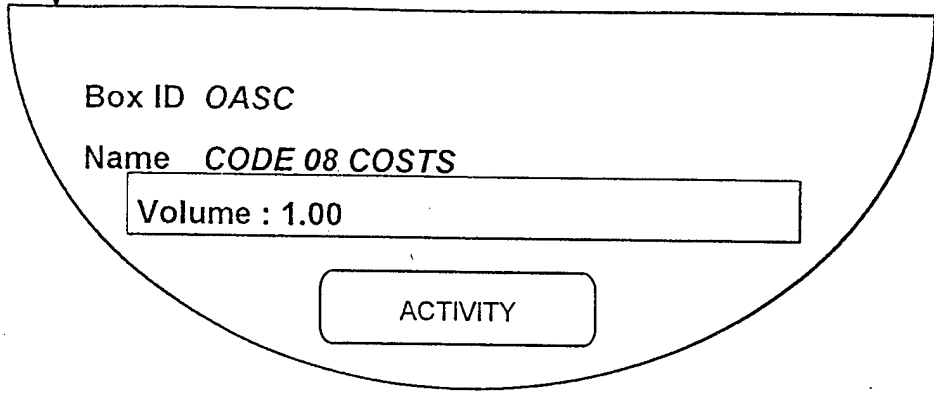 Box ID OASC
Name CODE 08 COSTS
Volume : 1.00
ACTIVITY